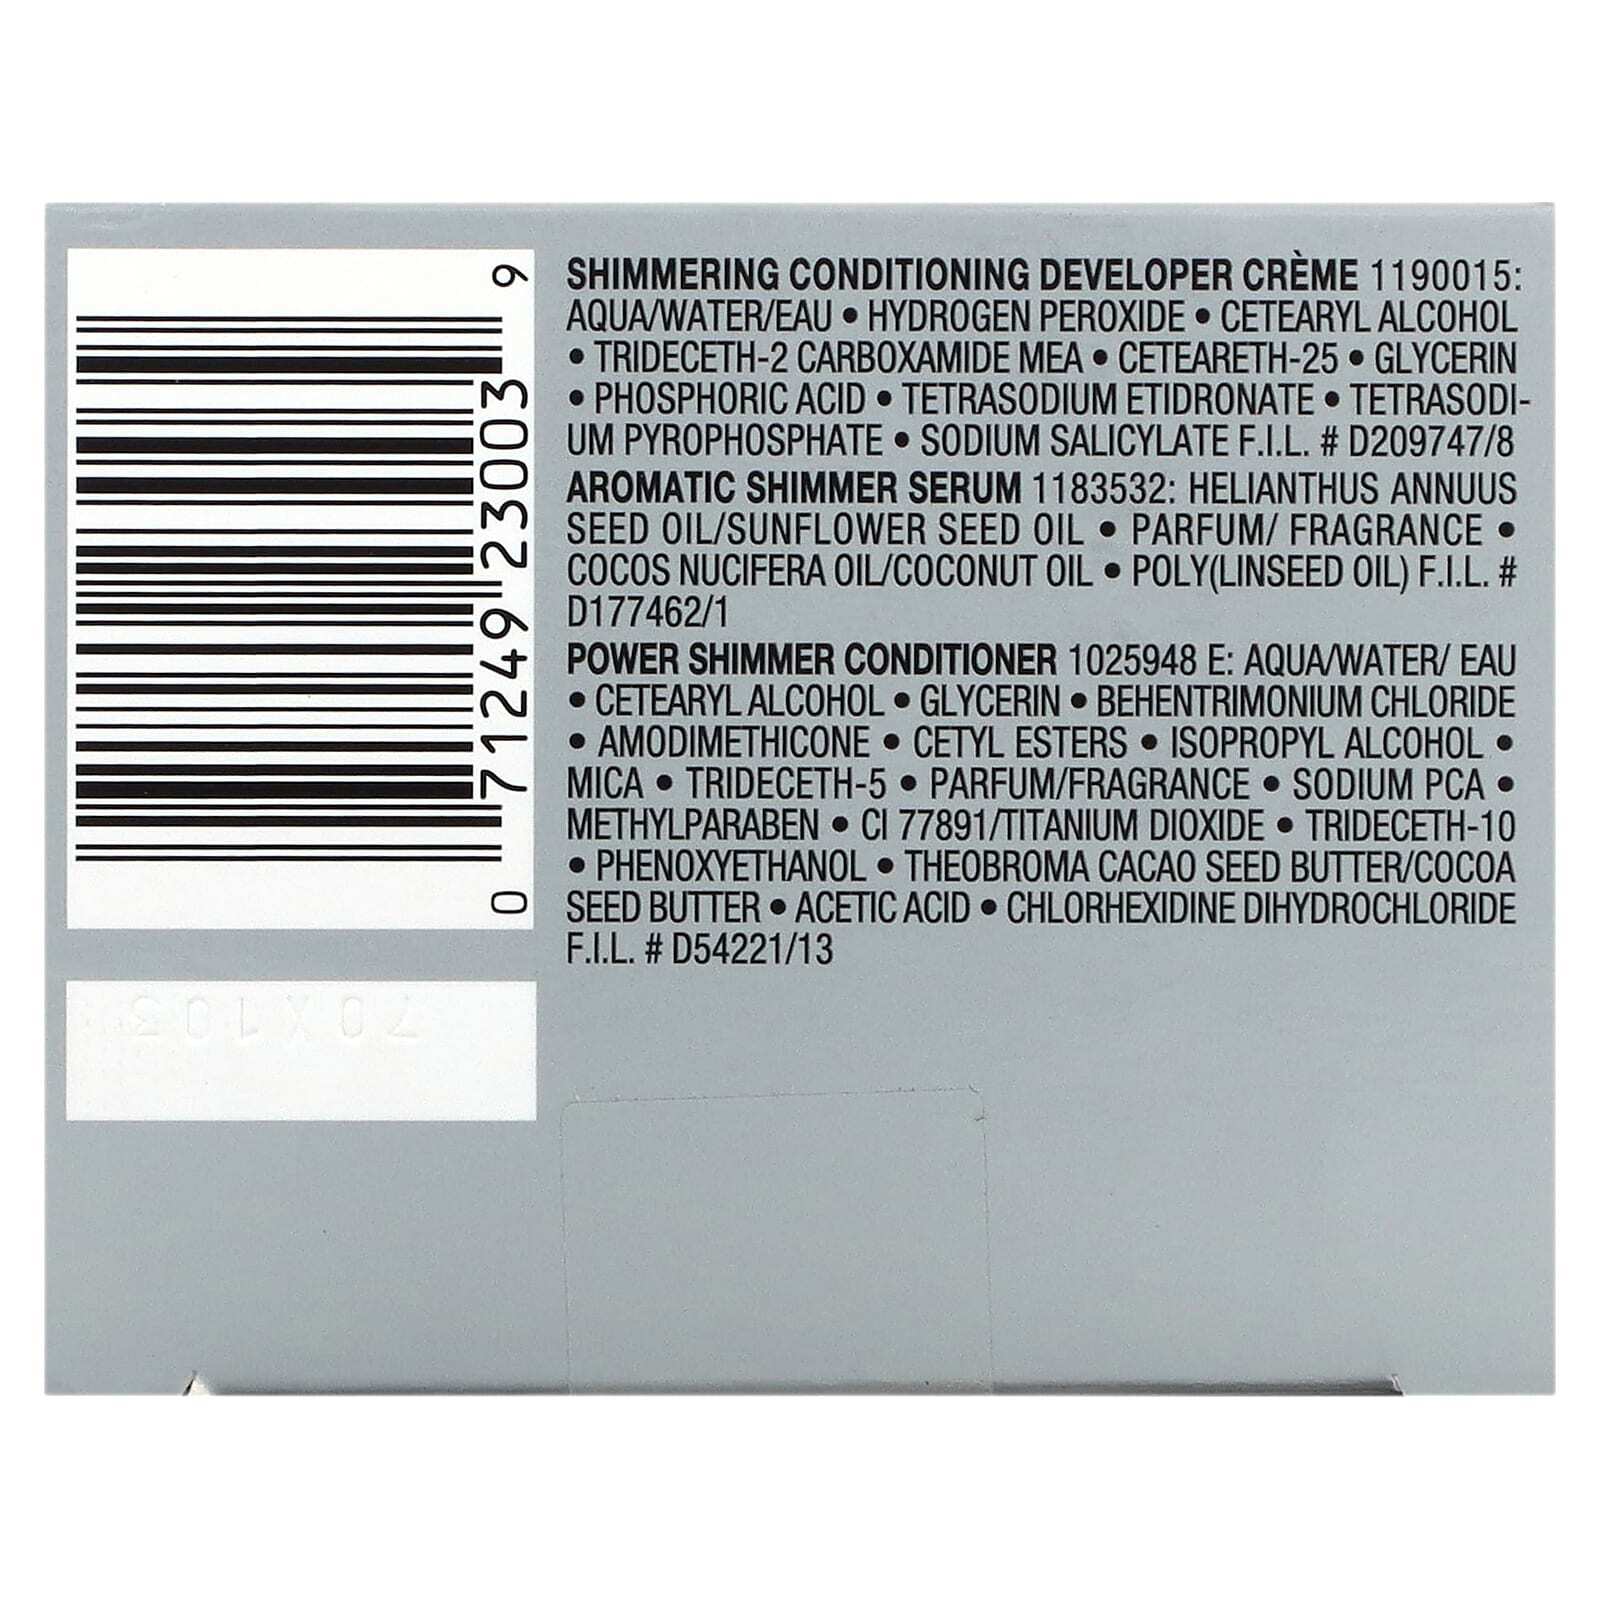 SHIMMERING CONDITIONING DEVELOPER CRÈME 1190015:
AQUA/WATER/EAU • HYDROGEN PEROXIDE • CETEARYL ALCOHOL
• TRIDECETH-2 CARBOXAMIDE MEA • CETEARETH-25 • GLYCERIN
• PHOSPHORIC ACID • TETRASODIUM ETIDRONATE • TETRASODI-
UM PYROPHOSPHATE • SODIUM SALICYLATE F.I.L. # D209747/8
AROMATIC SHIMMER SERUM 1183532: HELIANTHUS ANNUUS
SEED OIL/SUNFLOWER SEED OIL • PARFUM/ FRAGRANCE •
COCOS NUCIFERA OIL/COCONUT OIL • POLY(LINSEED OIL) F.I.L. #
D177462/1
POWER SHIMMER CONDITIONER 1025948 E: AQUA/WATER/ EAU
• CETEARYL ALCOHOL • GLYCERIN • BEHENTRIMONIUM CHLORIDE
• AMODIMETHICONE • CETYL ESTERS • ISOPROPYL ALCOHOL •
MICA • TRIDECETH-5 • PARFUM/FRAGRANCE • SODIUM PCA •
METHYLPARABEN • CI 77891/TITANIUM DIOXIDE • TRIDECETH-10
• PHENOXYETHANOL • THEOBROMA CACAO SEED BUTTER/COCOA
SEED BUTTER • ACETIC ACID • CHLORHEXIDINE DIHYDROCHLORIDE
F.I.L. # D54221/13
0 71249 23003 9
70X103